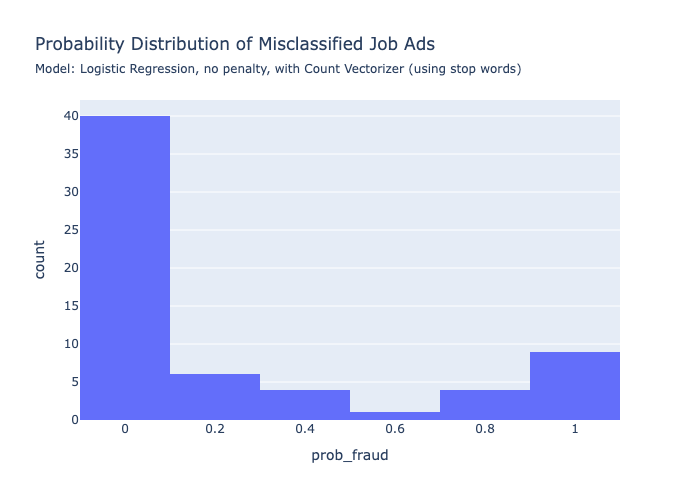 Probability Distribution of Misclassified Job Ads
Model: Logistic Regression, no penalty, with Count Vectorizer (using stop words)
40
35
30
25
20
15
10
5
0
count
0 0.2 0.4 0.6 0.8 1
prob_fraud